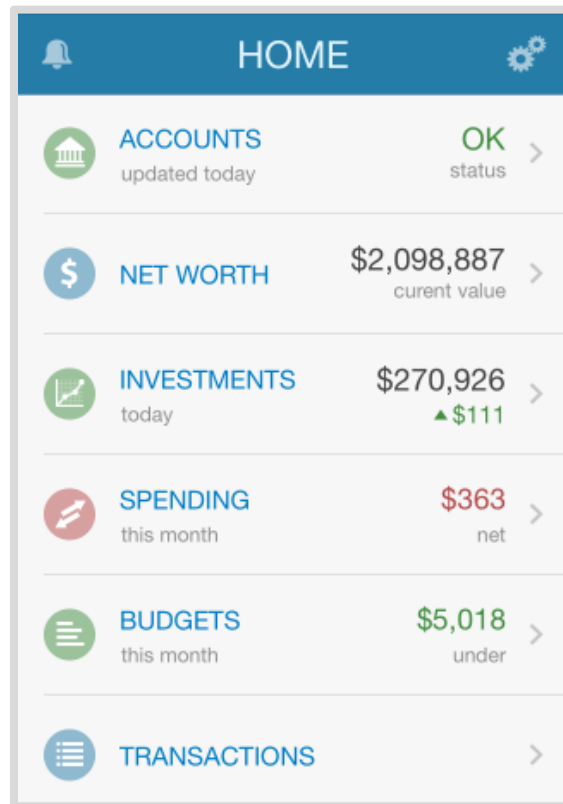 HOME
ACCOUNTS
OK
updated today
status
NET WORTH
$2,098,887
curent value
INVESTMENTS
$270,926
today
▲$111
SPENDING
$363
this month
net
BUDGETS
$5,018
this month
under
TRANSACTIONS